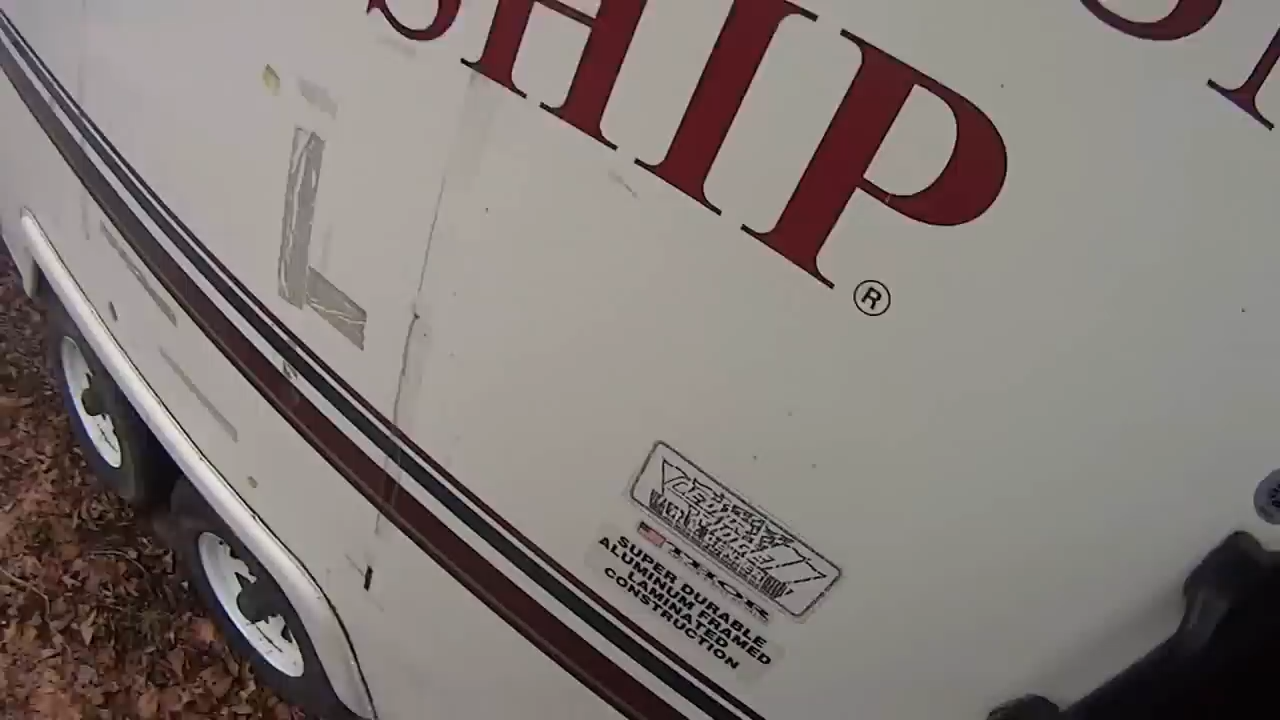 SHIP®
L
THOR
SUPER DURABLE
ALUMINUM FRAMED
LAMINATED
CONSTRUCTION